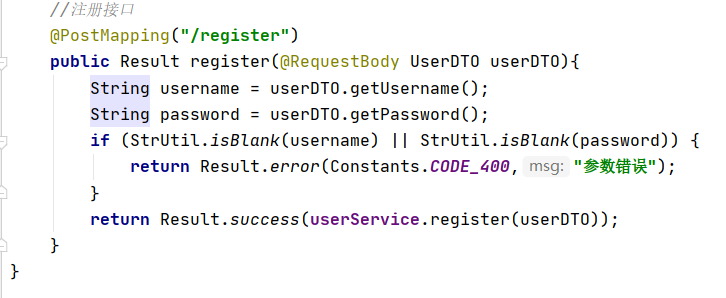 //注册接口
@PostMapping("/register")
public Result register(@RequestBody UserDTO userDTO){
String username = userDTO.getUsername();
String password = userDTO.getPassword();
if (StrUtil.isBlank(username) || StrUtil.isBlank(password)) {
return Result.error(Constants.CODE_400, msg: "参数错误");
}
return Result.success(userService.register(userDTO));
}
}